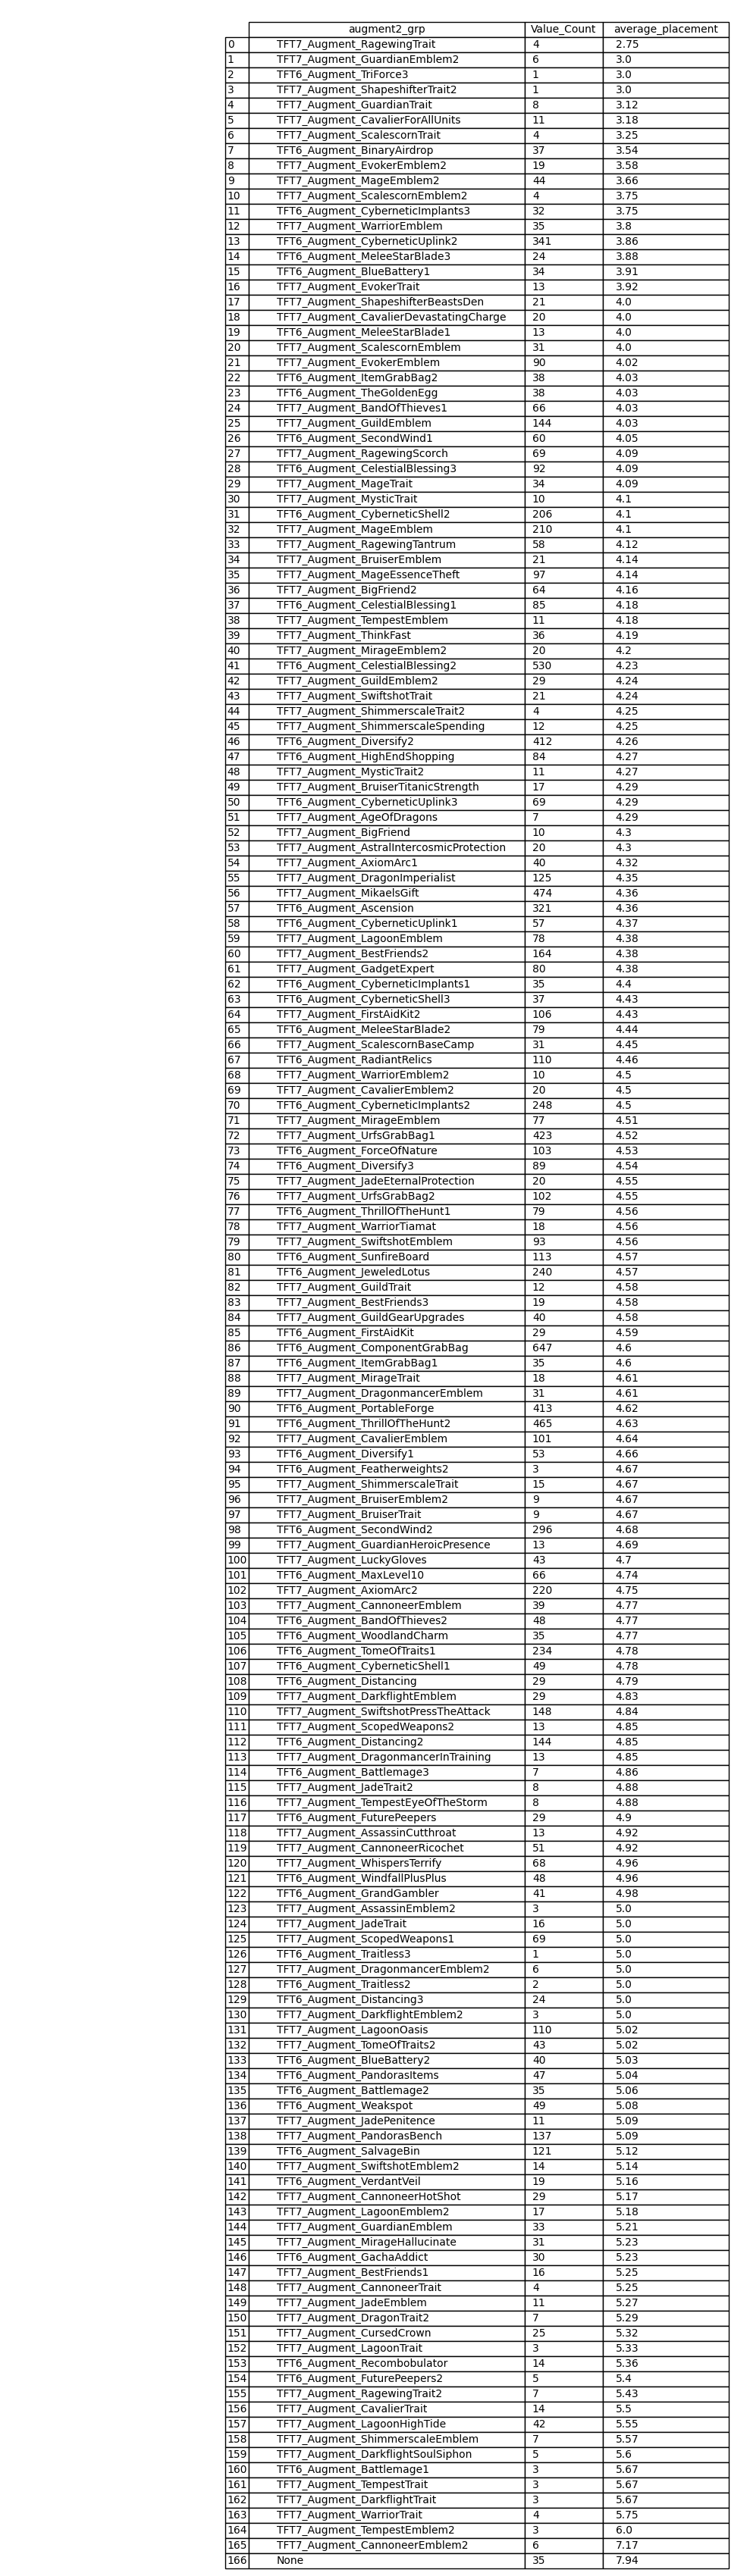 augment2_grp Value_Count average_placement
0 TFT7_Augment_RagewingTrait 4 2.75
1 TFT7_Augment_GuardianEmblem2 6 3.0
2 TFT6_Augment_TriForce3 1 3.0
3 TFT7_Augment_ShapeshifterTrait2 1 3.0
4 TFT7_Augment_GuardianTrait 8 3.12
5 TFT7_Augment_CavalierForAllUnits 11 3.18
6 TFT7_Augment_ScalescornTrait 4 3.25
7 TFT6_Augment_BinaryAirdrop 37 3.54
8 TFT7_Augment_EvokerEmblem2 19 3.58
9 TFT7_Augment_MageEmblem2 44 3.66
10 TFT7_Augment_ScalescornEmblem2 4 3.75
11 TFT6_Augment_CyberneticImplants3 32 3.75
12 TFT7_Augment_WarriorEmblem 35 3.8
13 TFT6_Augment_CyberneticUplink2 341 3.86
14 TFT6_Augment_MeleeStarBlade3 24 3.88
15 TFT6_Augment_BlueBattery1 34 3.91
16 TFT7_Augment_EvokerTrait 13 3.92
17 TFT7_Augment_ShapeshifterBeastsDen 21 4.0
18 TFT7_Augment_CavalierDevastatingCharge 20 4.0
19 TFT6_Augment_MeleeStarBlade1 13 4.0
20 TFT7_Augment_ScalescornEmblem 31 4.0
21 TFT7_Augment_EvokerEmblem 90 4.02
22 TFT6_Augment_ItemGrabBag2 38 4.03
23 TFT6_Augment_TheGoldenEgg 38 4.03
24 TFT7_Augment_BandOfThieves1 66 4.03
25 TFT7_Augment_GuildEmblem 144 4.03
26 TFT6_Augment_SecondWind1 60 4.05
27 TFT7_Augment_RagewingScorch 69 4.09
28 TFT6_Augment_CelestialBlessing3 92 4.09
29 TFT7_Augment_MageTrait 34 4.09
30 TFT7_Augment_MysticTrait 10 4.1
31 TFT6_Augment_CyberneticShell2 206 4.1
32 TFT7_Augment_MageEmblem 210 4.1
33 TFT7_Augment_RagewingTantrum 58 4.12
34 TFT7_Augment_BruiserEmblem 21 4.14
35 TFT7_Augment_MageEssenceTheft 97 4.14
36 TFT7_Augment_BigFriend2 64 4.16
37 TFT6_Augment_CelestialBlessing1 85 4.18
38 TFT7_Augment_TempestEmblem 11 4.18
39 TFT7_Augment_ThinkFast 36 4.19
40 TFT7_Augment_MirageEmblem2 20 4.2
41 TFT6_Augment_CelestialBlessing2 530 4.23
42 TFT7_Augment_GuildEmblem2 29 4.24
43 TFT7_Augment_SwiftshotTrait 21 4.24
44 TFT7_Augment_ShimmerscaleTrait2 4 4.25
45 TFT7_Augment_ShimmerscaleSpending 12 4.25
46 TFT6_Augment_Diversify2 412 4.26
47 TFT6_Augment_HighEndShopping 84 4.27
48 TFT7_Augment_MysticTrait2 11 4.27
49 TFT7_Augment_BruiserTitanicStrength 17 4.29
50 TFT6_Augment_CyberneticUplink3 69 4.29
51 TFT7_Augment_AgeOfDragons 7 4.29
52 TFT7_Augment_BigFriend 10 4.3
53 TFT7_Augment_AstralIntercosmicProtection 20 4.3
54 TFT7_Augment_AxiomArc1 40 4.32
55 TFT7_Augment_DragonImperialist 125 4.35
56 TFT7_Augment_MikaelsGift 474 4.36
57 TFT6_Augment_Ascension 321 4.36
58 TFT6_Augment_CyberneticUplink1 57 4.37
59 TFT7_Augment_LagoonEmblem 78 4.38
60 TFT7_Augment_BestFriends2 164 4.38
61 TFT7_Augment_GadgetExpert 80 4.38
62 TFT6_Augment_CyberneticImplants1 35 4.4
63 TFT6_Augment_CyberneticShell3 37 4.43
64 TFT7_Augment_FirstAidKit2 106 4.43
65 TFT6_Augment_MeleeStarBlade2 79 4.44
66 TFT7_Augment_ScalescornBaseCamp 31 4.45
67 TFT6_Augment_RadiantRelics 110 4.46
68 TFT7_Augment_WarriorEmblem2 10 4.5
69 TFT7_Augment_CavalierEmblem2 20 4.5
70 TFT6_Augment_CyberneticImplants2 248 4.5
71 TFT7_Augment_MirageEmblem 77 4.51
72 TFT7_Augment_UrfsGrabBag1 423 4.52
73 TFT6_Augment_ForceOfNature 103 4.53
74 TFT6_Augment_Diversify3 89 4.54
75 TFT7_Augment_JadeEternalProtection 20 4.55
76 TFT7_Augment_UrfsGrabBag2 102 4.55
77 TFT6_Augment_ThrillOfTheHunt1 79 4.56
78 TFT7_Augment_WarriorTiamat 18 4.56
79 TFT7_Augment_SwiftshotEmblem 93 4.56
80 TFT6_Augment_SunfireBoard 113 4.57
81 TFT6_Augment_JeweledLotus 240 4.57
82 TFT7_Augment_GuildTrait 12 4.58
83 TFT7_Augment_BestFriends3 19 4.58
84 TFT7_Augment_GuildGearUpgrades 40 4.58
85 TFT6_Augment_FirstAidKit 29 4.59
86 TFT6_Augment_ComponentGrabBag 647 4.6
87 TFT6_Augment_ItemGrabBag1 35 4.6
88 TFT7_Augment_MirageTrait 18 4.61
89 TFT7_Augment_DragonmancerEmblem 31 4.61
90 TFT6_Augment_PortableForge 413 4.62
91 TFT6_Augment_ThrillOfTheHunt2 465 4.63
92 TFT7_Augment_CavalierEmblem 101 4.64
93 TFT6_Augment_Diversify1 53 4.66
94 TFT6_Augment_Featherweights2 3 4.67
95 TFT7_Augment_ShimmerscaleTrait 15 4.67
96 TFT7_Augment_BruiserEmblem2 9 4.67
97 TFT7_Augment_BruiserTrait 9 4.67
98 TFT6_Augment_SecondWind2 296 4.68
99 TFT7_Augment_GuardianHeroicPresence 13 4.69
100 TFT7_Augment_LuckyGloves 43 4.7
101 TFT6_Augment_MaxLevel10 66 4.74
102 TFT7_Augment_AxiomArc2 220 4.75
103 TFT7_Augment_CannoneerEmblem 39 4.77
104 TFT6_Augment_BandOfThieves2 48 4.77
105 TFT6_Augment_WoodlandCharm 35 4.77
106 TFT6_Augment_TomeOfTraits1 234 4.78
107 TFT6_Augment_CyberneticShell1 49 4.78
108 TFT6_Augment_Distancing 29 4.79
109 TFT7_Augment_DarkflightEmblem 29 4.83
110 TFT7_Augment_SwiftshotPressTheAttack 148 4.84
111 TFT7_Augment_ScopedWeapons2 13 4.85
112 TFT6_Augment_Distancing2 144 4.85
113 TFT7_Augment_DragonmancerInTraining 13 4.85
114 TFT6_Augment_Battlemage3 7 4.86
115 TFT7_Augment_JadeTrait2 8 4.88
116 TFT7_Augment_TempestEyeOfTheStorm 8 4.88
117 TFT6_Augment_FuturePeepers 29 4.9
118 TFT7_Augment_AssassinCutthroat 13 4.92
119 TFT7_Augment_CannoneerRicochet 51 4.92
120 TFT7_Augment_WhispersTerrify 68 4.96
121 TFT6_Augment_WindfallPlusPlus 48 4.96
122 TFT6_Augment_GrandGambler 41 4.98
123 TFT7_Augment_AssassinEmblem2 3 5.0
124 TFT7_Augment_JadeTrait 16 5.0
125 TFT7_Augment_ScopedWeapons1 69 5.0
126 TFT6_Augment_Traitless3 1 5.0
127 TFT7_Augment_DragonmancerEmblem2 6 5.0
128 TFT6_Augment_Traitless2 2 5.0
129 TFT6_Augment_Distancing3 24 5.0
130 TFT7_Augment_DarkflightEmblem2 3 5.0
131 TFT7_Augment_LagoonOasis 110 5.02
132 TFT7_Augment_TomeOfTraits2 43 5.02
133 TFT6_Augment_BlueBattery2 40 5.03
134 TFT6_Augment_PandorasItems 47 5.04
135 TFT6_Augment_Battlemage2 35 5.06
136 TFT6_Augment_Weakspot 49 5.08
137 TFT7_Augment_JadePenitence 11 5.09
138 TFT7_Augment_PandorasBench 137 5.09
139 TFT6_Augment_SalvageBin 121 5.12
140 TFT7_Augment_SwiftshotEmblem2 14 5.14
141 TFT6_Augment_VerdantVeil 19 5.16
142 TFT7_Augment_CannoneerHotShot 29 5.17
143 TFT7_Augment_LagoonEmblem2 17 5.18
144 TFT7_Augment_GuardianEmblem 33 5.21
145 TFT7_Augment_MirageHallucinate 31 5.23
146 TFT6_Augment_GachaAddict 30 5.23
147 TFT7_Augment_BestFriends1 16 5.25
148 TFT7_Augment_CannoneerTrait 4 5.25
149 TFT7_Augment_JadeEmblem 11 5.27
150 TFT7_Augment_DragonTrait2 7 5.29
151 TFT7_Augment_CursedCrown 25 5.32
152 TFT7_Augment_LagoonTrait 3 5.33
153 TFT6_Augment_Recombobulator 14 5.36
154 TFT6_Augment_FuturePeepers2 5 5.4
155 TFT7_Augment_RagewingTrait2 7 5.43
156 TFT7_Augment_CavalierTrait 14 5.5
157 TFT7_Augment_LagoonHighTide 42 5.55
158 TFT7_Augment_ShimmerscaleEmblem 7 5.57
159 TFT7_Augment_DarkflightSoulSiphon 5 5.6
160 TFT6_Augment_Battlemage1 3 5.67
161 TFT7_Augment_TempestTrait 3 5.67
162 TFT7_Augment_DarkflightTrait 3 5.67
163 TFT7_Augment_WarriorTrait 4 5.75
164 TFT7_Augment_TempestEmblem2 3 6.0
165 TFT7_Augment_CannoneerEmblem2 6 7.17
166 None 35 7.94